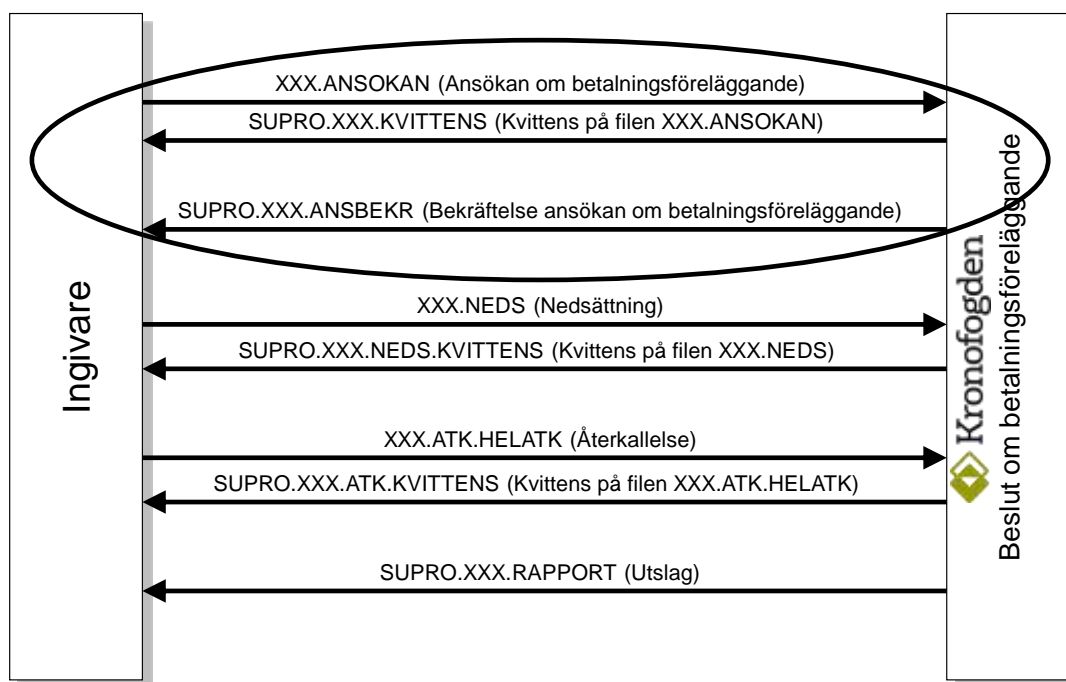 XXX.ANSOKAN (Ansökan om betalningsföreläggande)
SUPRO.XXX.KVITTENS (Kvittens på filen XXX.ANSOKAN)
SUPRO.XXX.ANSBEKR (Bekräftelse ansökan om betalningsföreläggande)
XXX.NEDS (Nedsättning)
SUPRO.XXX.NEDS.KVITTENS (Kvittens på filen XXX.NEDS)
XXX.ATK.HELATK (Återkallelse)
SUPRO.XXX.ATK.KVITTENS (Kvittens på filen XXX.ATK.HELATK)
SUPRO.XXX.RAPPORT (Utslag)
Ingivare
Kronofogden
Beslut om betalningsföreläggande